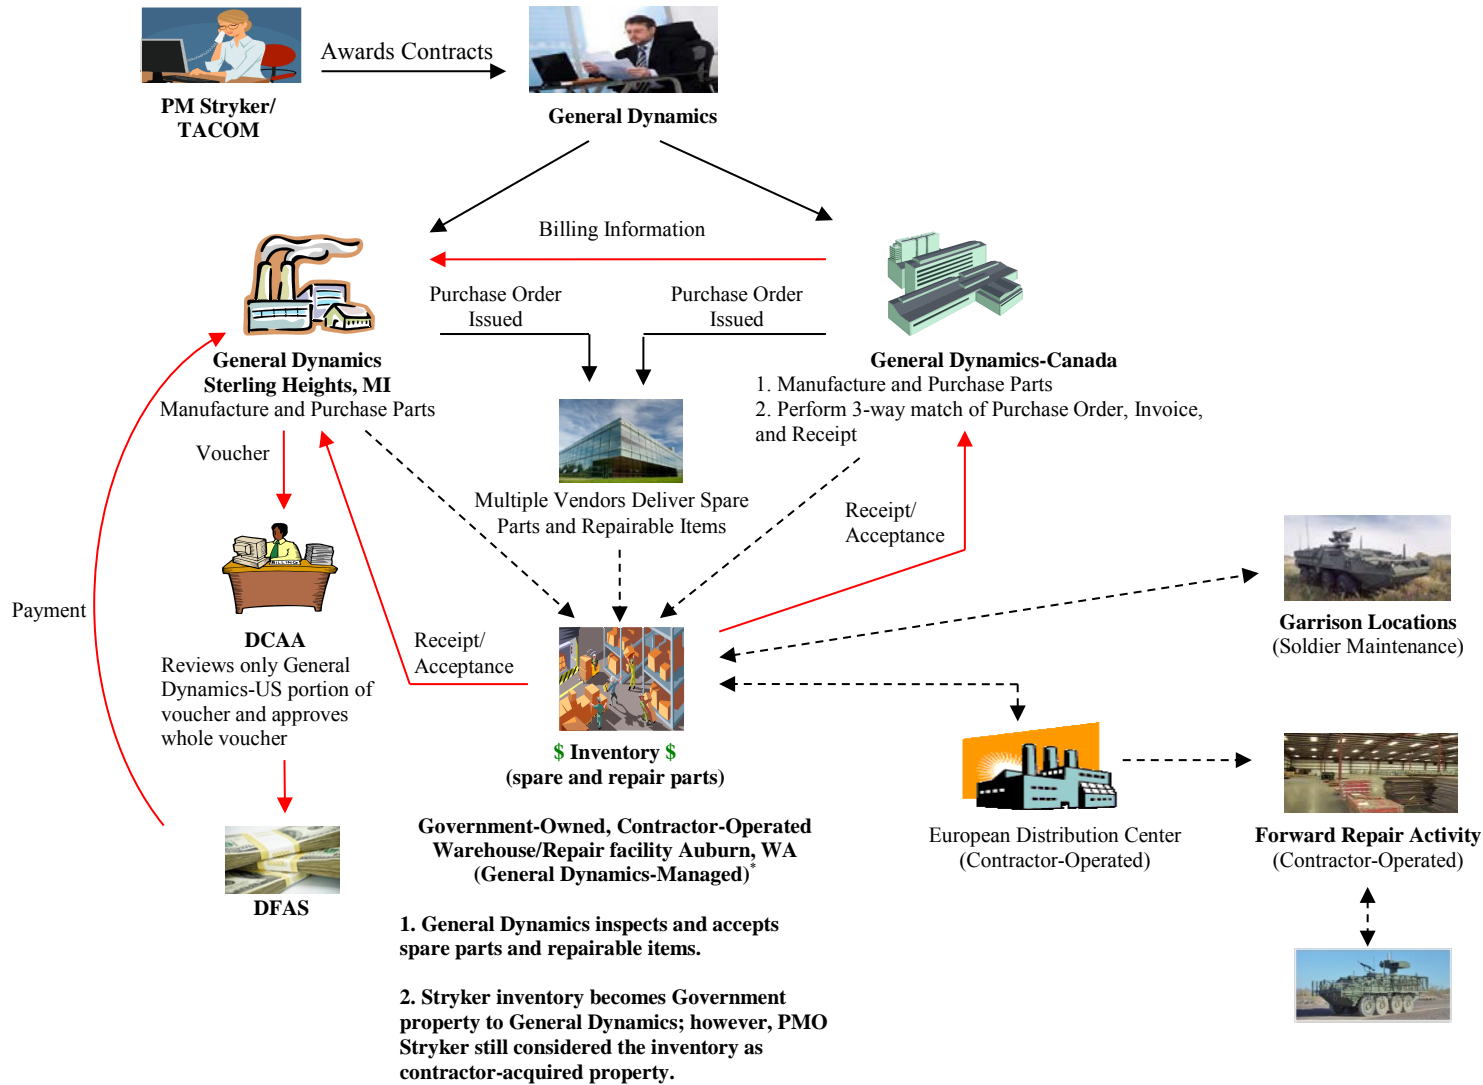 Awards Contracts
PM Stryker/
TACOM
General Dynamics
Billing Information
Purchase Order
Issued
Purchase Order
Issued
General Dynamics
Sterling Heights, MI
Manufacture and Purchase Parts
General Dynamics-Canada
1. Manufacture and Purchase Parts
2. Perform 3-way match of Purchase Order, Invoice,
and Receipt
Voucher
Multiple Vendors Deliver Spare
Parts and Repairable Items
Receipt/
Acceptance
BILLING
Payment
DCAA
Reviews only General
Dynamics-US portion of
voucher and approves
whole voucher
Receipt/
Acceptance
Garrison Locations
(Soldier Maintenance)
$ Inventory $
(spare and repair parts)
Government-Owned, Contractor-Operated
Warehouse/Repair facility Auburn, WA
(General Dynamics-Managed)*
European Distribution Center
(Contractor-Operated)
Forward Repair Activity
(Contractor-Operated)
DFAS
1. General Dynamics inspects and accepts
spare parts and repairable items.
2. Stryker inventory becomes Government
property to General Dynamics; however, PMO
Stryker still considered the inventory as
contractor-acquired property.